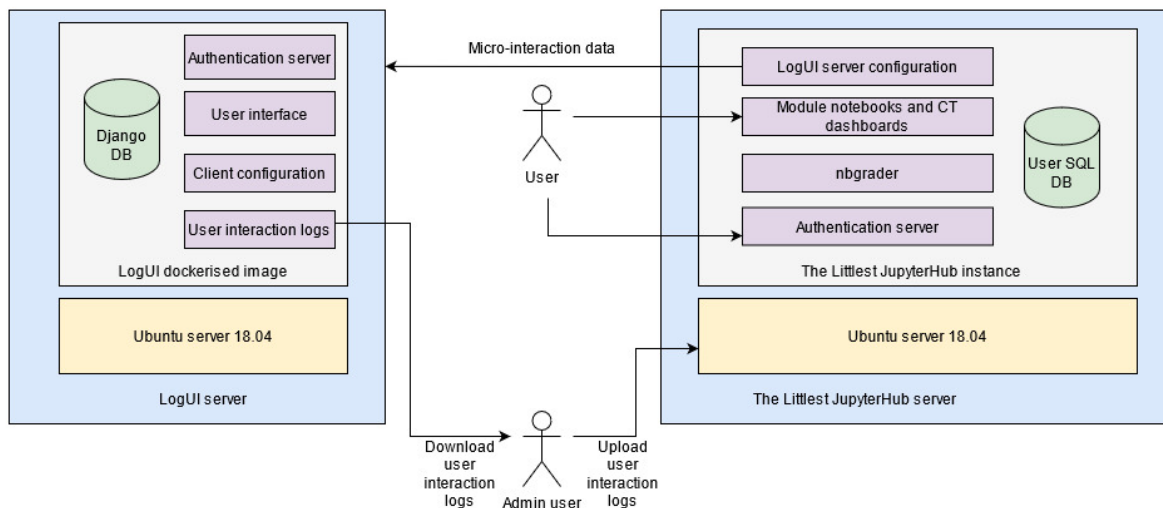 Authentication server
User interface
Django
DB
Client configuration
User interaction logs
LogUI dockerised image
Ubuntu server 18.04
LogUI server
Micro-interaction data
User
Download
user
interaction
logs
Admin user
Upload
user
interaction
logs
LogUI server configuration
Module notebooks and CT
dashboards
nbgrader
User SQL
DB
Authentication server
The Littlest JupyterHub instance
Ubuntu server 18.04
The Littlest JupyterHub server